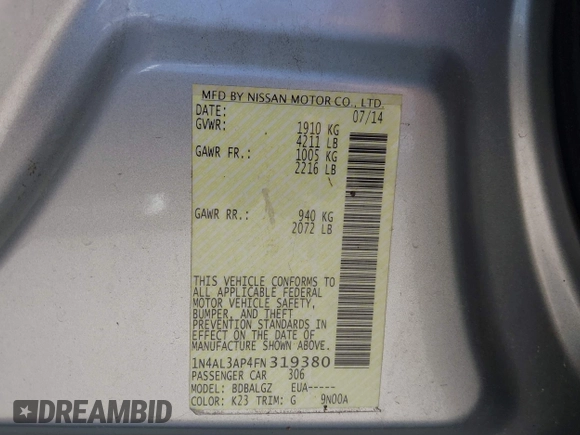 MFD BY NISSAN MOTOR CO., LTD.
DATE: 07/14
GVWR: 1910 KG
4211 LB
GAWR FR.: 1005 KG
2216 LB
GAWR RR.: 940 KG
2072 LB
THIS VEHICLE CONFORMS TO
ALL APPLICABLE FEDERAL
MOTOR VEHICLE SAFETY,
BUMPER, AND THEFT
PREVENTION STANDARDS IN
EFFECT ON THE DATE OF
MANUFACTURE SHOWN ABOVE.
1N4AL3AP4FN319380
PASSENGER CAR 306
MODEL: BDBALGZ EUA-----
COLOR: K23 TRIM: G 9N00A
DREAMBID